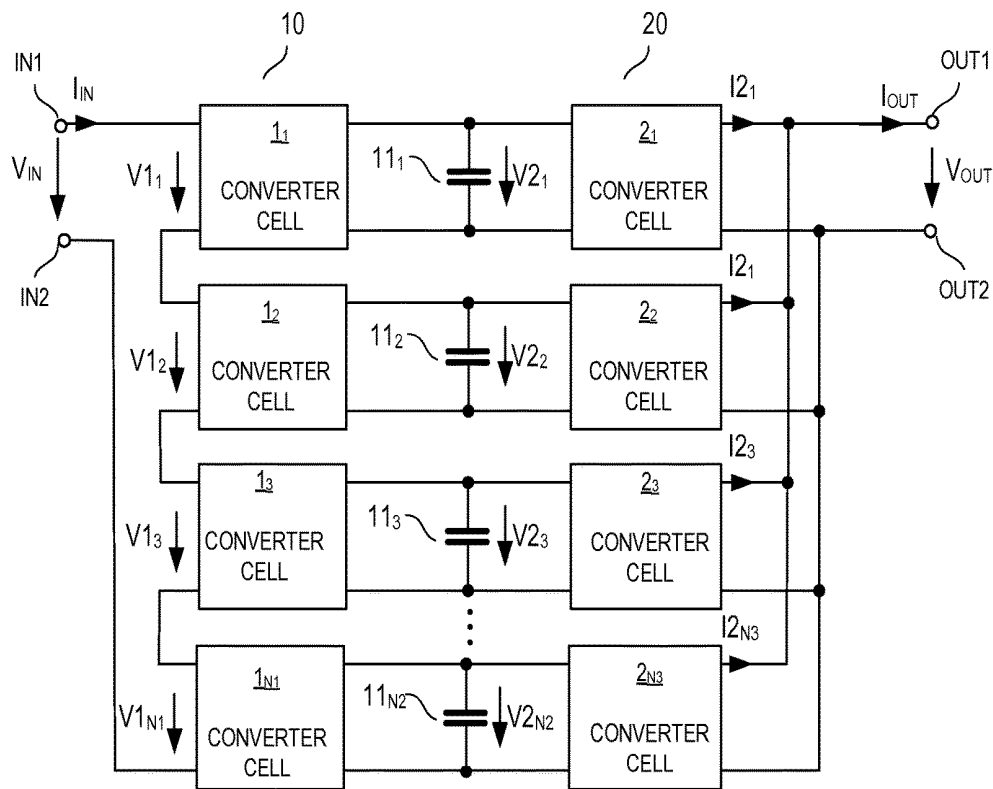 10
20
IN1
I_IN
I2_1
I_OUT
OUT1
1_1
CONVERTER
CELL
2_1
CONVERTER
CELL
V_IN
V1_1
11_1
V2_1
V_OUT
IN2
OUT2
I2_1
1_2
CONVERTER
CELL
2_2
CONVERTER
CELL
V1_2
11_2
V2_2
I2_3
1_3
CONVERTER
CELL
2_3
CONVERTER
CELL
V1_3
11_3
V2_3
I2_N3
1_N1
CONVERTER
CELL
2_N3
CONVERTER
CELL
V1_N1
11_N2
V2_N2